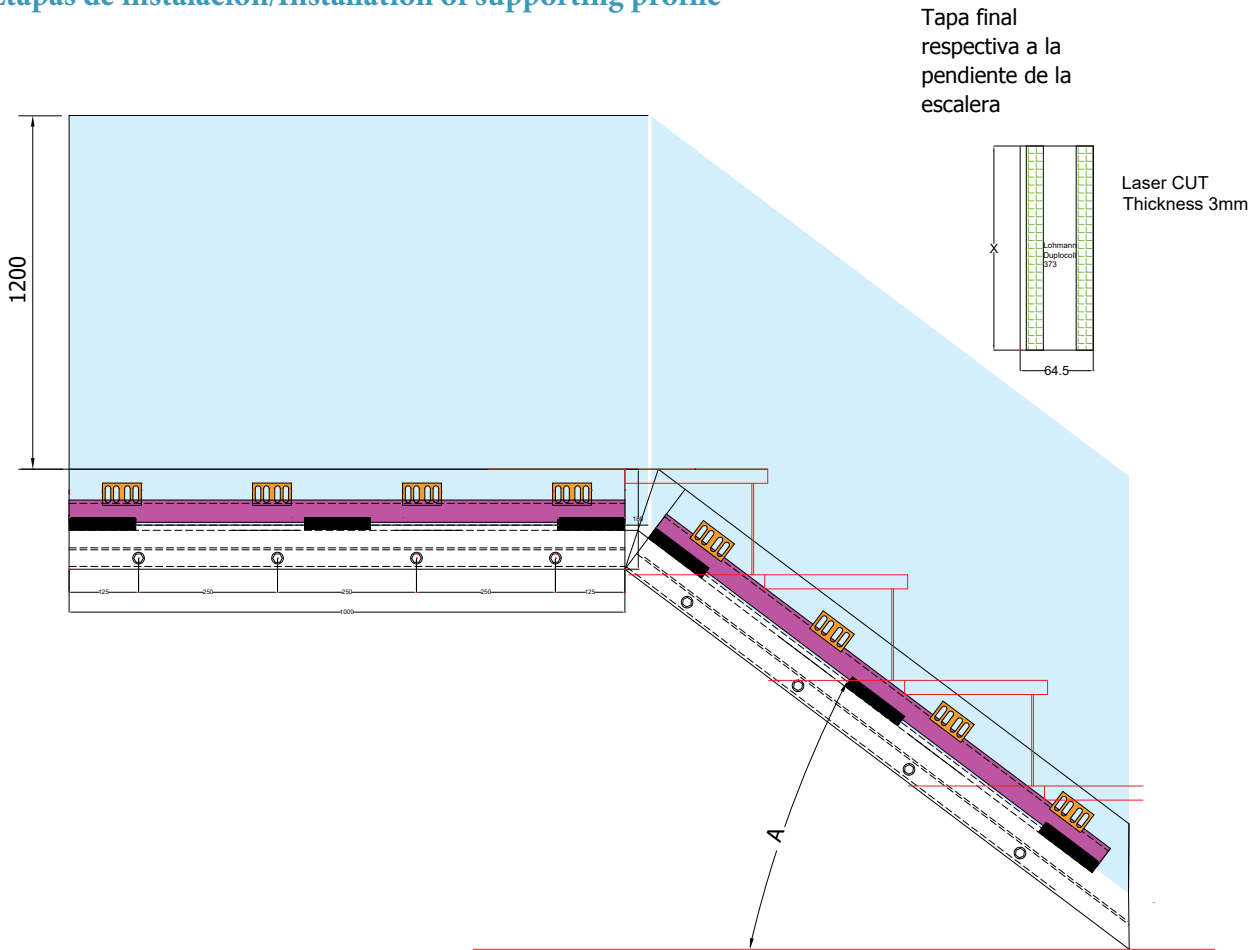 Etapas de instalación/Installation of supporting profile
Tapa final
respectiva a la
pendiente de la
escalera
Laser CUT
Thickness 3mm
X
Lohmann
Duplocoll
373
64.5
1200
125
250
250
250
125
1000
A